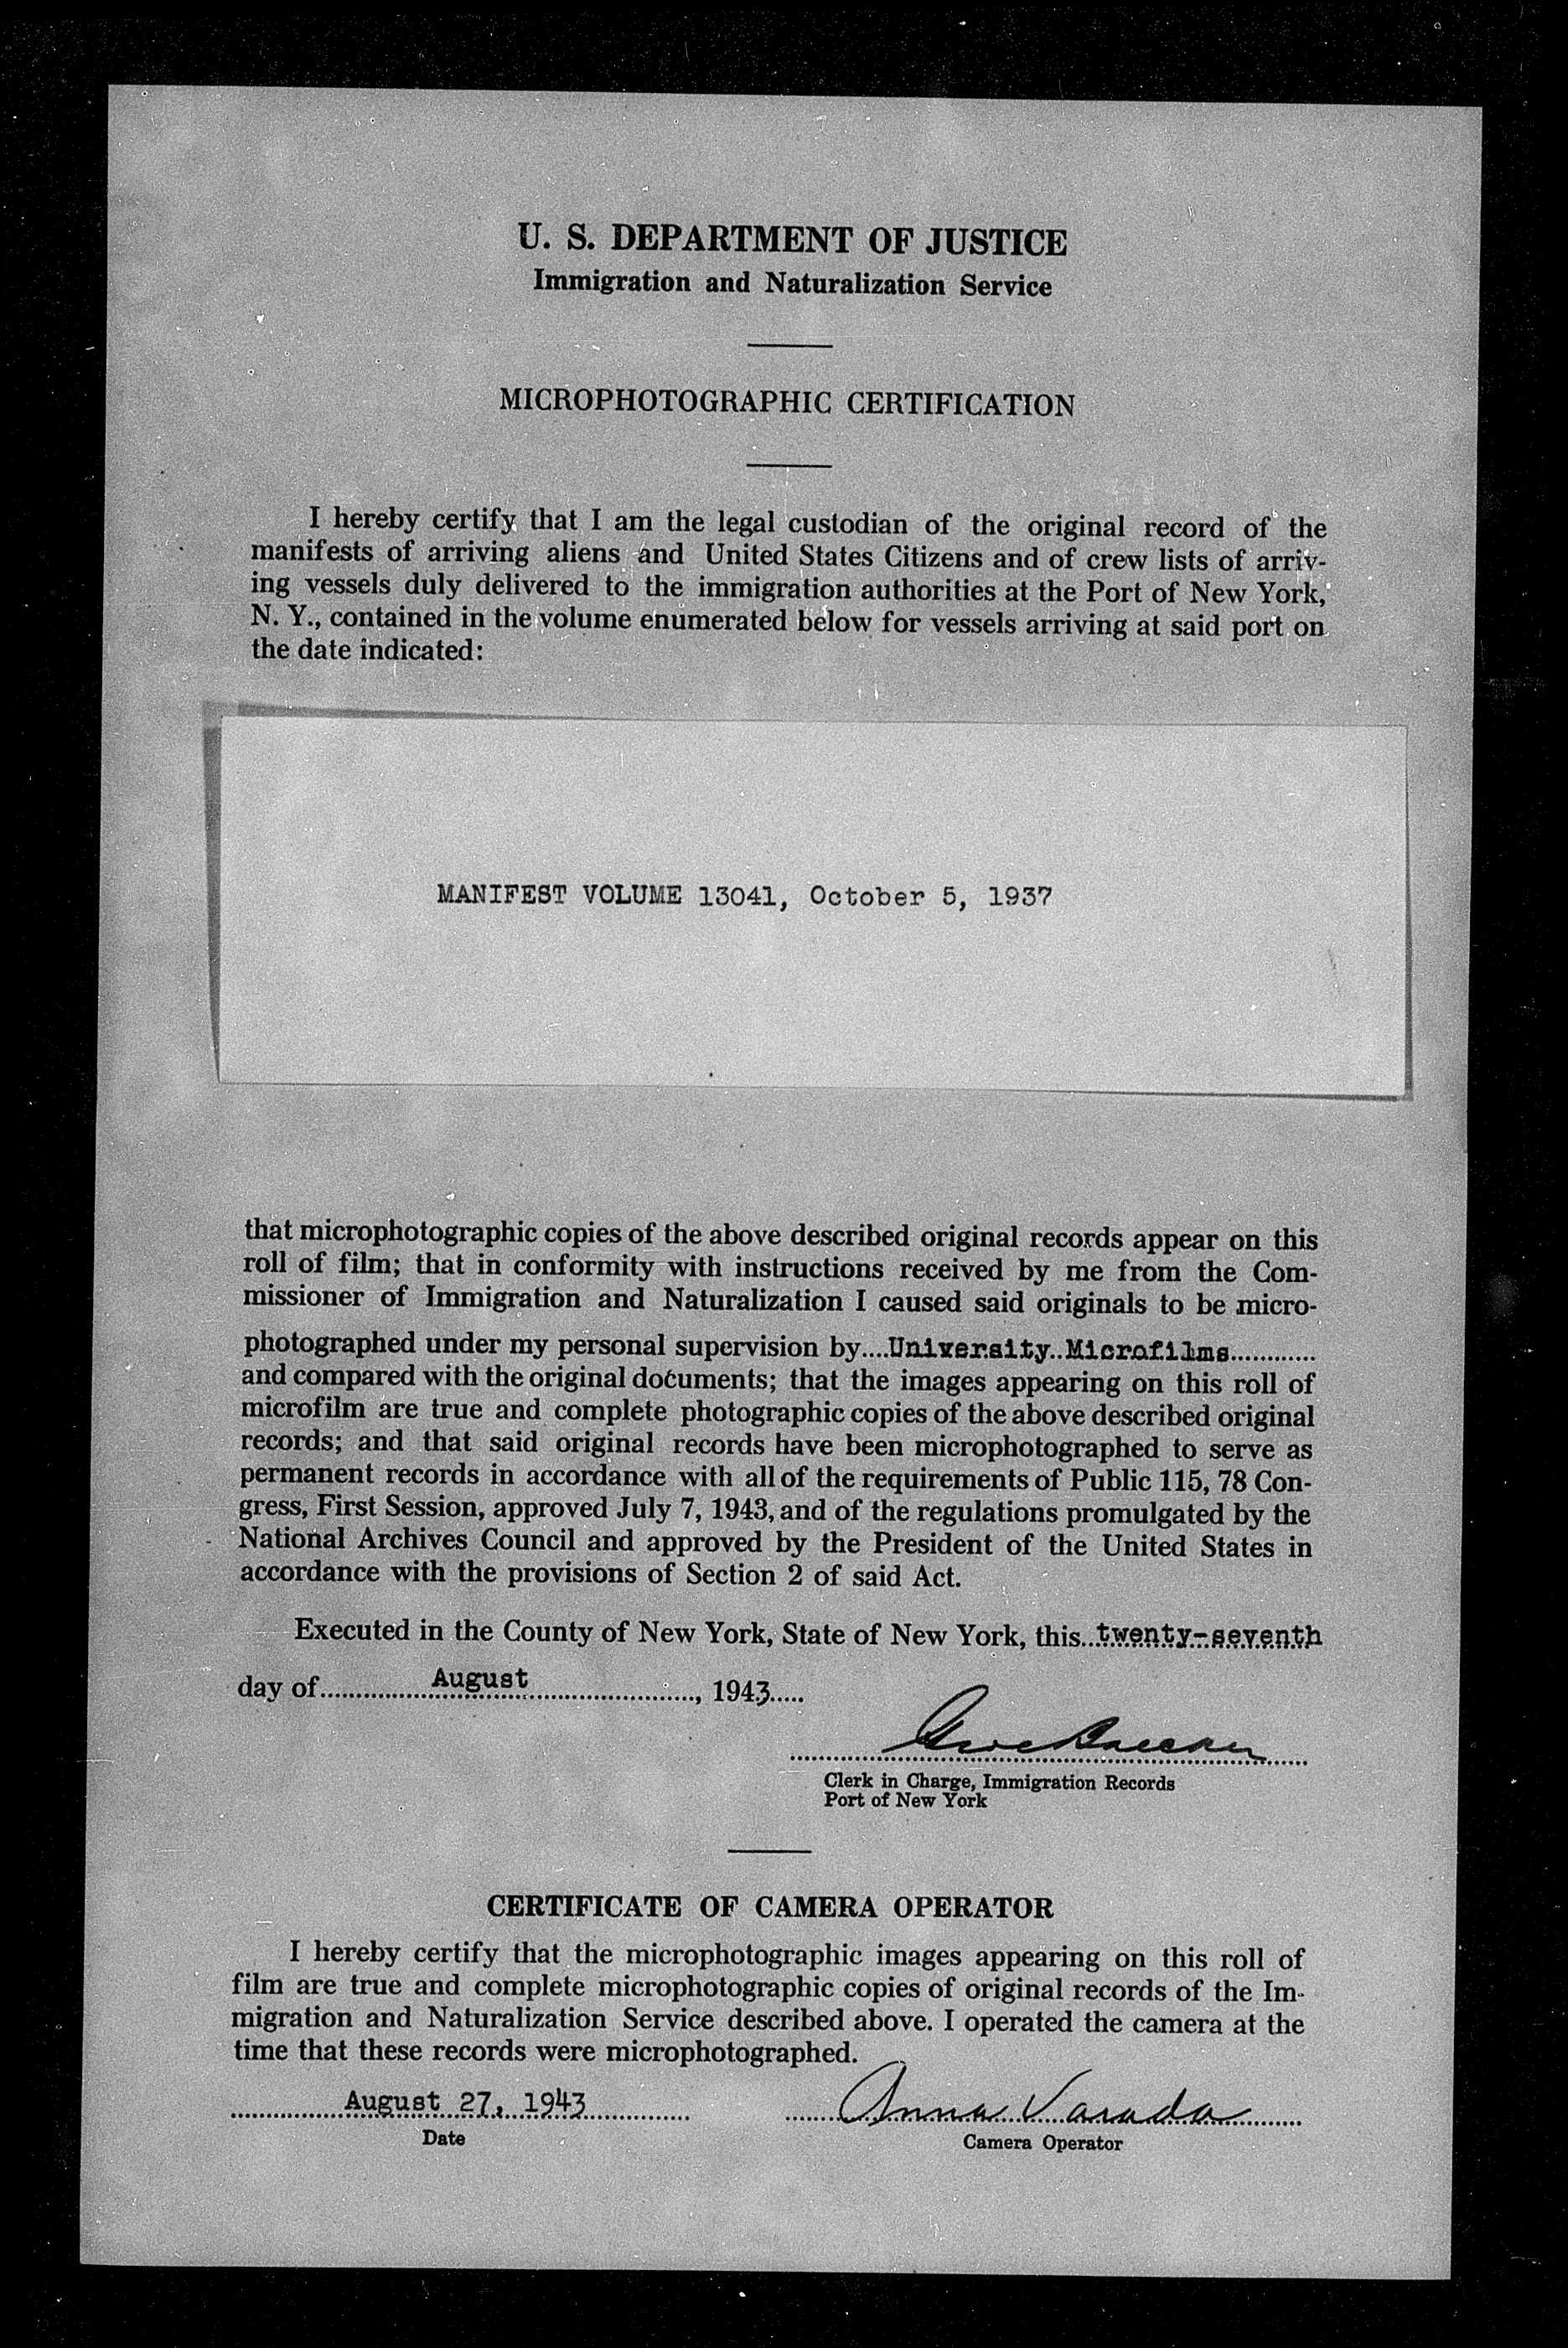 U. S. DEPARTMENT OF JUSTICE
Immigration and Naturalization Service
MICROPHOTOGRAPHIC CERTIFICATION
I hereby certify that I am the legal custodian of the original record of the
manifests of arriving aliens and United States Citizens and of crew lists of arriv-
ing vessels duly delivered to the immigration authorities at the Port of New York,
N. Y., contained in the volume enumerated below for vessels arriving at said port on
the date indicated:
MANIFEST VOLUME 13041, October 5, 1937
that microphotographic copies of the above described original records appear on this
roll of film; that in conformity with instructions received by me from the Com-
missioner of Immigration and Naturalization I caused said originals to be micro-
photographed under my personal supervision by....University..Microfilms............
and compared with the original documents; that the images appearing on this roll of
microfilm are true and complete photographic copies of the above described original
records; and that said original records have been microphotographed to serve as
permanent records in accordance with all of the requirements of Public 115, 78 Con-
gress, First Session, approved July 7, 1943, and of the regulations promulgated by the
National Archives Council and approved by the President of the United States in
accordance with the provisions of Section 2 of said Act.
Executed in the County of New York, State of New York, this..twenty-seventh
day of................August........................., 1943.....
Clerk in Charge, Immigration Records
Port of New York
CERTIFICATE OF CAMERA OPERATOR
I hereby certify that the microphotographic images appearing on this roll of
film are true and complete microphotographic copies of original records of the Im-
migration and Naturalization Service described above. I operated the camera at the
time that these records were microphotographed.
August 27, 1943 Anna Varada
Date Camera Operator